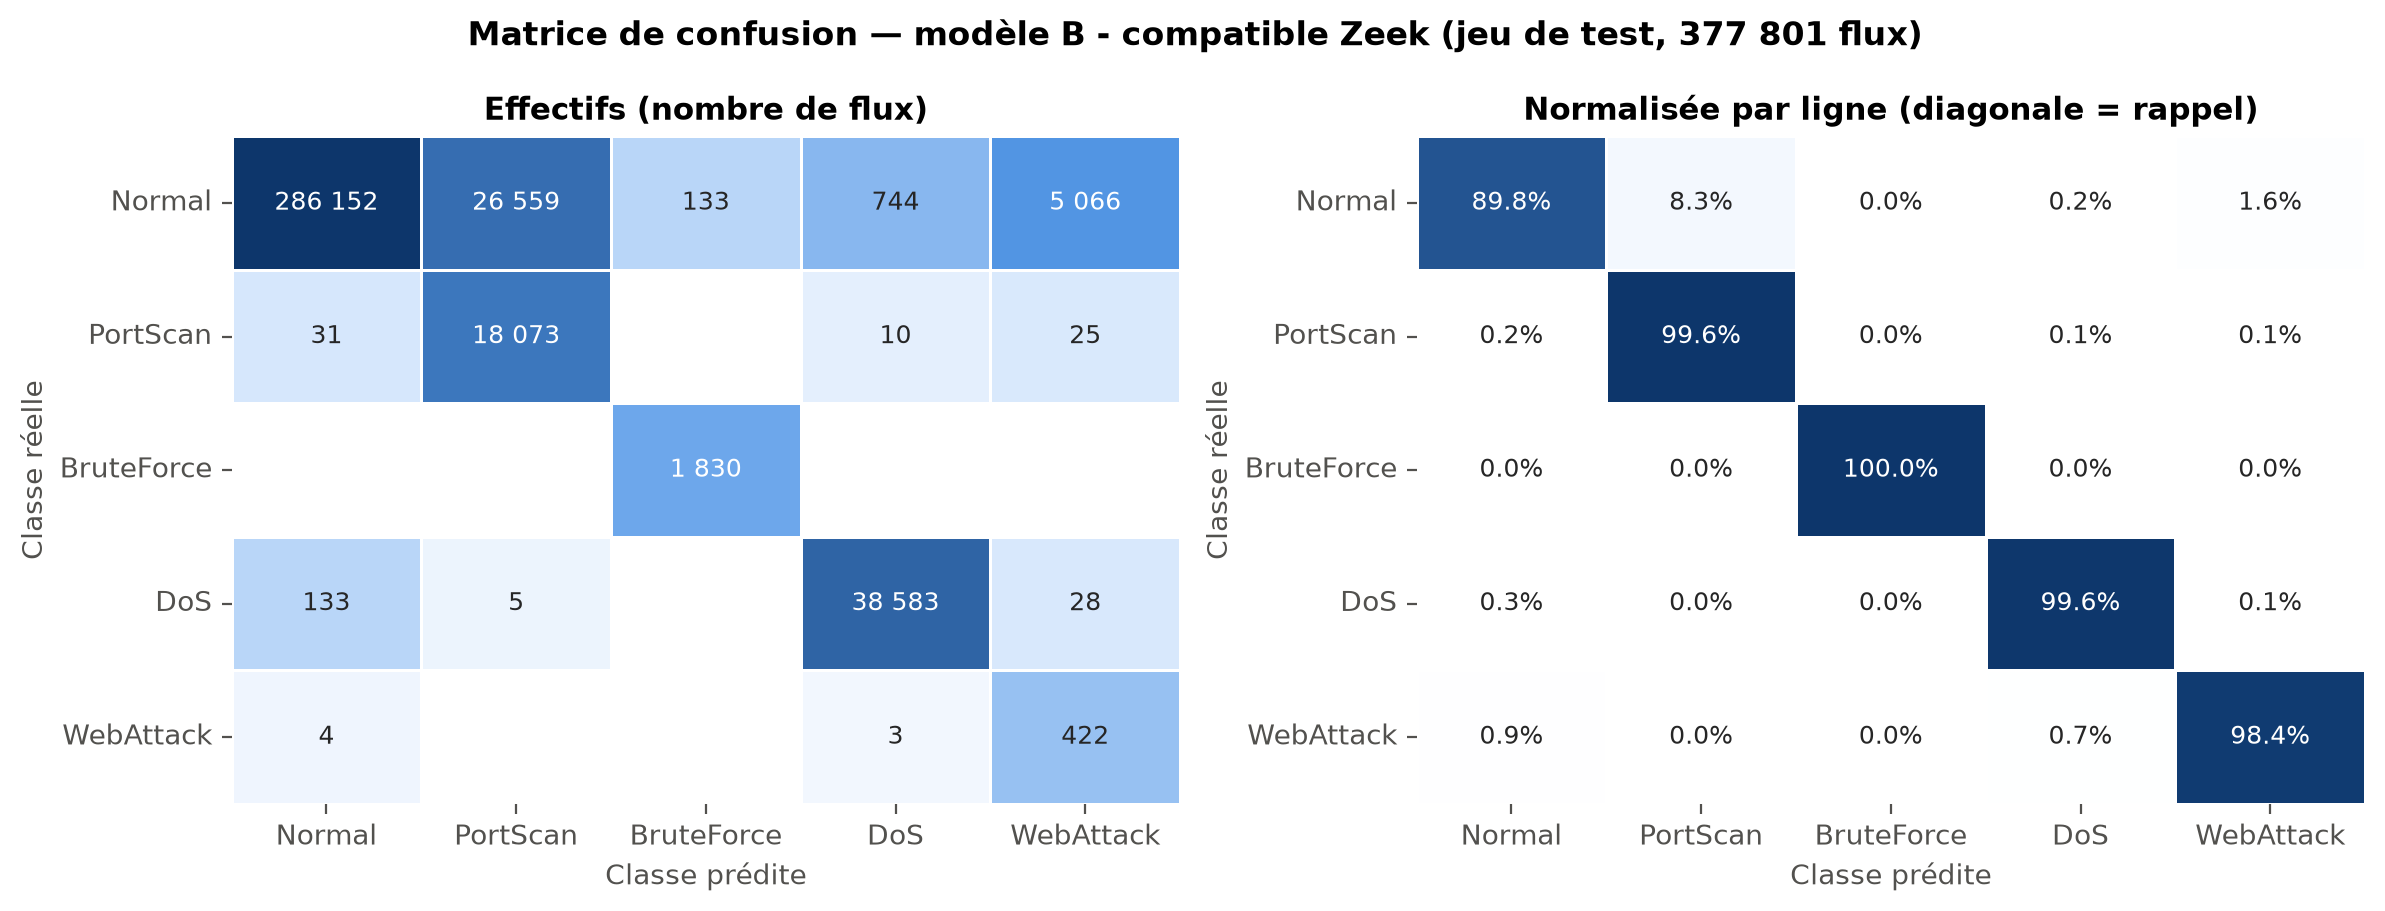 Matrice de confusion — modèle B - compatible Zeek (jeu de test, 377 801 flux)
Effectifs (nombre de flux)
Classe réelle
Normal 286 152 26 559 133 744 5 066
PortScan 31 18 073 10 25
BruteForce 1 830
DoS 133 5 38 583 28
WebAttack 4 3 422
Normal PortScan BruteForce DoS WebAttack
Classe prédite
Normalisée par ligne (diagonale = rappel)
Classe réelle
Normal 89.8% 8.3% 0.0% 0.2% 1.6%
PortScan 0.2% 99.6% 0.0% 0.1% 0.1%
BruteForce 0.0% 0.0% 100.0% 0.0% 0.0%
DoS 0.3% 0.0% 0.0% 99.6% 0.1%
WebAttack 0.9% 0.0% 0.0% 0.7% 98.4%
Normal PortScan BruteForce DoS WebAttack
Classe prédite